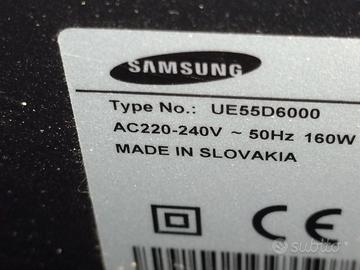 SAMSUNG
Type No.: UE55D6000
AC220-240V ~ 50Hz 160W
MADE IN SLOVAKIA
CE
subito